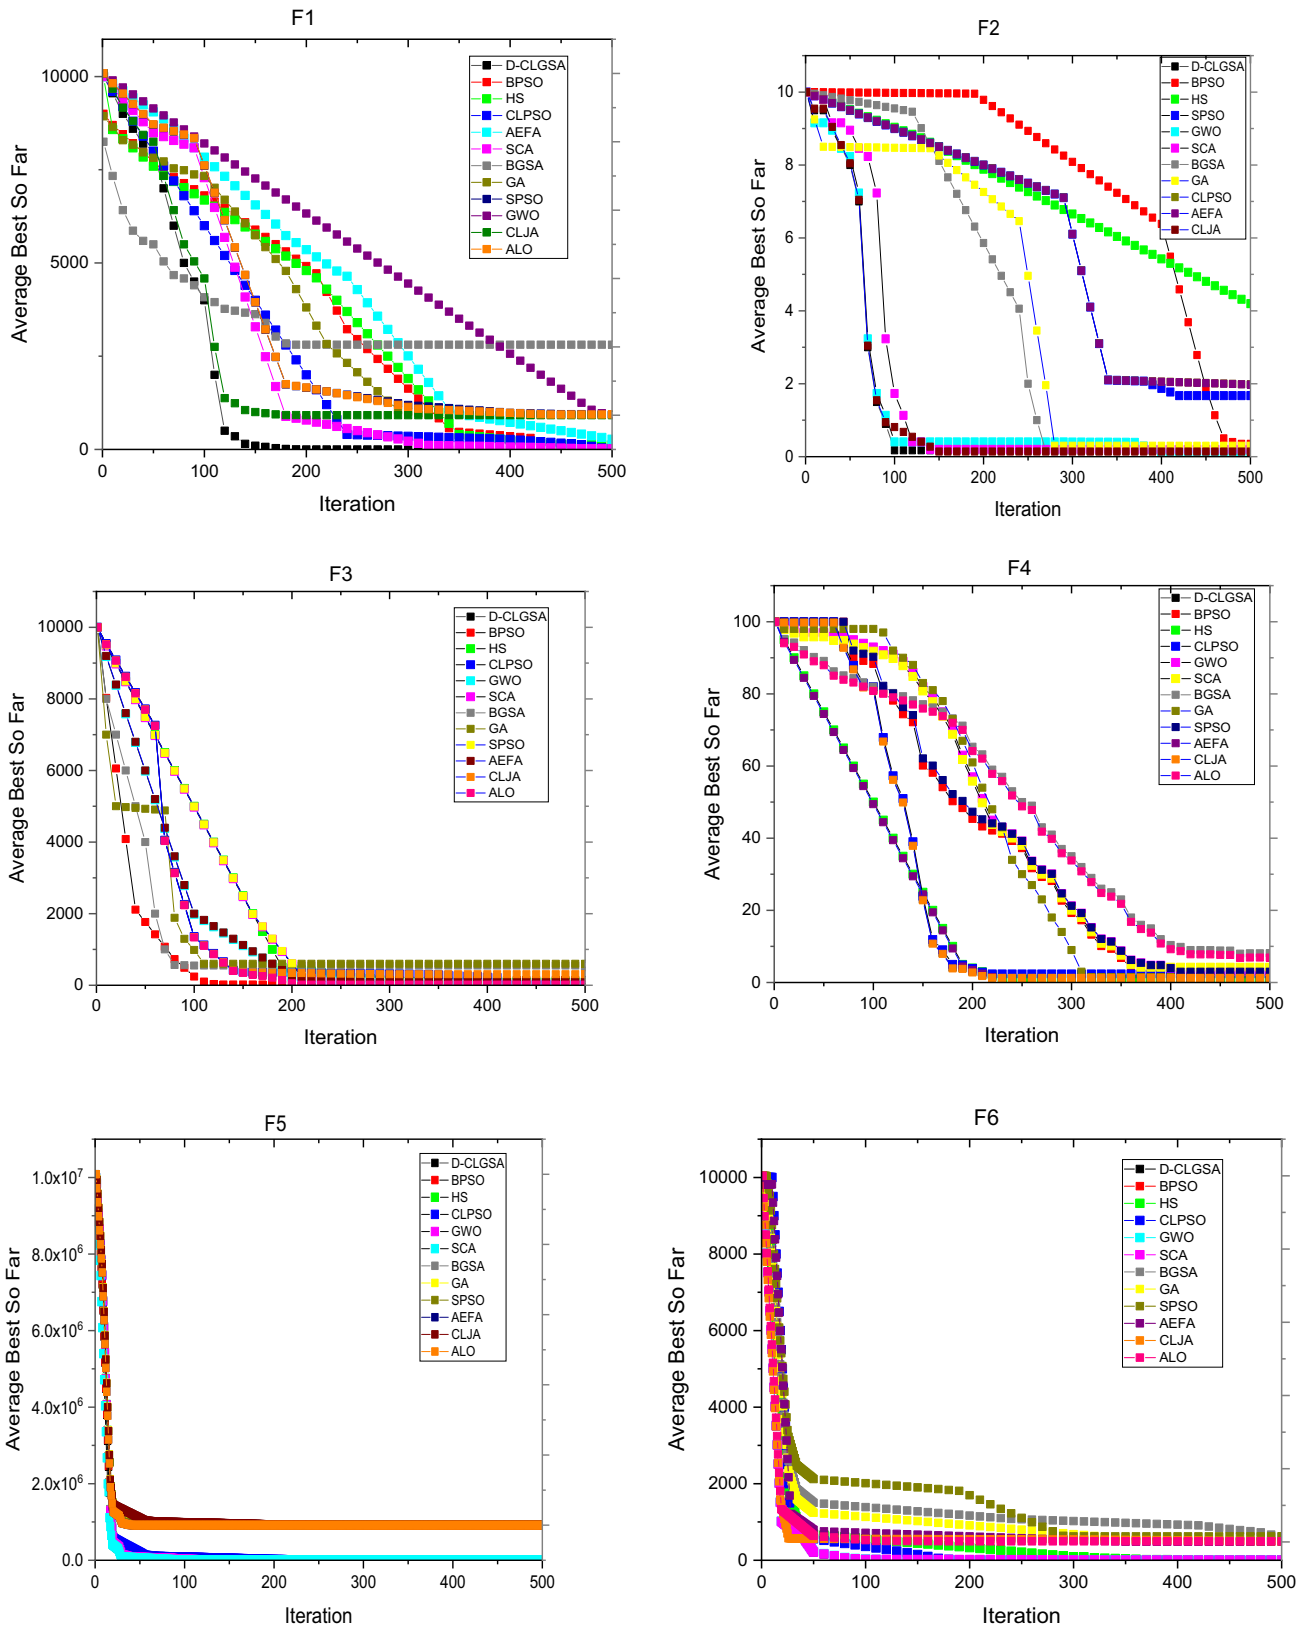 F1
Average Best So Far
10000
5000
0
0 100 200 300 400 500
Iteration
D-CLGSA
BPSO
HS
CLPSO
AEFA
SCA
BGSA
GA
SPSO
GWO
CLJA
ALO
F2
Average Best So Far
10
8
6
4
2
0
0 100 200 300 400 500
Iteration
D-CLGSA
BPSO
HS
SPSO
GWO
SCA
BGSA
GA
CLPSO
AEFA
CLJA
F3
Average Best So Far
10000
8000
6000
4000
2000
0
0 100 200 300 400 500
Iteration
D-CLGSA
BPSO
HS
CLPSO
GWO
SCA
BGSA
GA
SPSO
AEFA
CLJA
ALO
F4
Average Best So Far
100
80
60
40
20
0
0 100 200 300 400 500
Iteration
D-CLGSA
BPSO
HS
CLPSO
GWO
SCA
BGSA
GA
SPSO
AEFA
CLJA
ALO
F5
Average Best So Far
1.0x10⁷
8.0x10⁶
6.0x10⁶
4.0x10⁶
2.0x10⁶
0.0
0 100 200 300 400 500
Iteration
D-CLGSA
BPSO
HS
CLPSO
GWO
SCA
BGSA
GA
SPSO
AEFA
CLJA
ALO
F6
Average Best So Far
10000
8000
6000
4000
2000
0
0 100 200 300 400 500
Iteration
D-CLGSA
BPSO
HS
CLPSO
GWO
SCA
BGSA
GA
SPSO
AEFA
CLJA
ALO